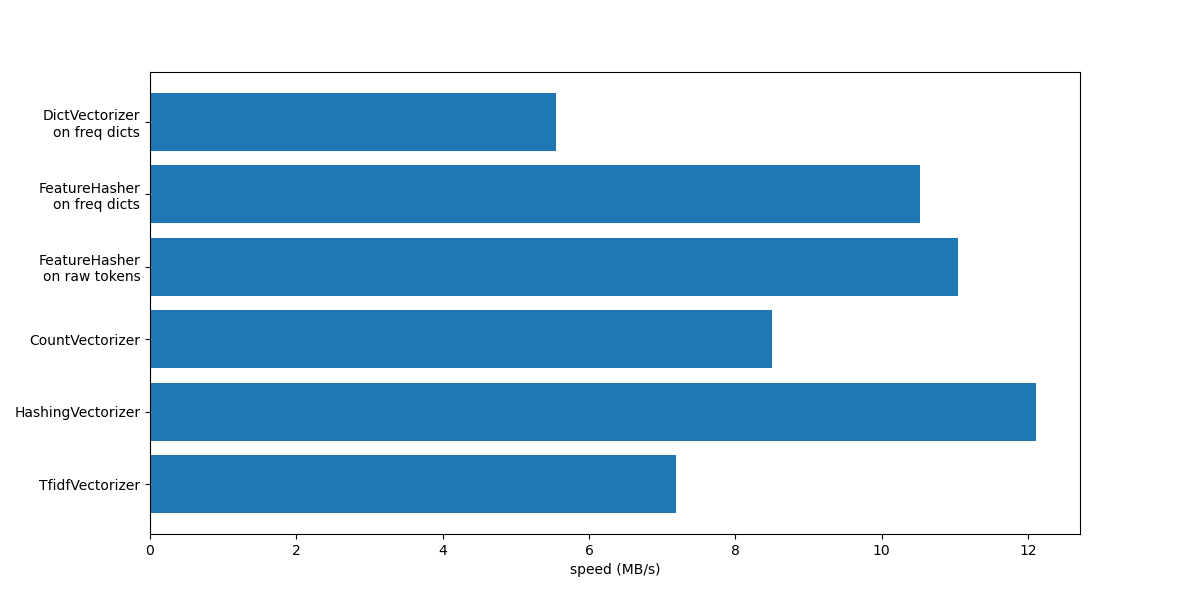 DictVectorizer
on freq dicts
FeatureHasher
on freq dicts
FeatureHasher
on raw tokens
CountVectorizer
HashingVectorizer
TfidfVectorizer
0 2 4 6 8 10 12
speed (MB/s)